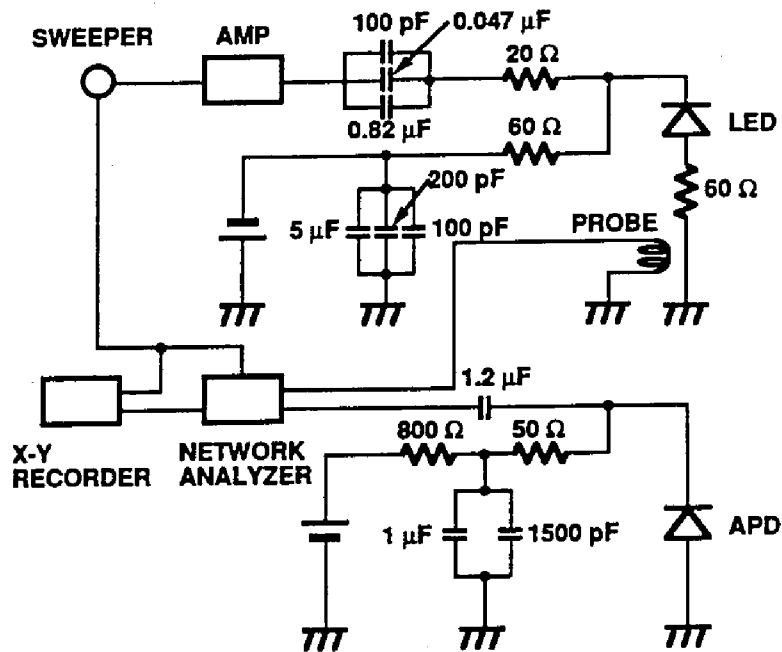 100 pF
0.047 µF
SWEEPER
AMP
20 Ω
0.82 µF
60 Ω
LED
200 pF
60 Ω
5 µF
100 pF
PROBE
1.2 µF
X-Y
RECORDER
NETWORK
ANALYZER
800 Ω
50 Ω
1 µF
1500 pF
APD